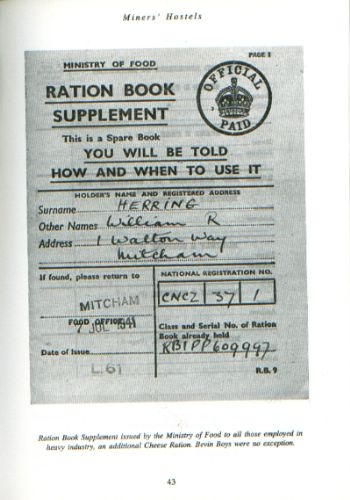 Miners' Hostels
PAGE 1
MINISTRY OF FOOD
OFFICIAL
PAID
RATION BOOK
SUPPLEMENT
This is a Spare Book
YOU WILL BE TOLD
HOW AND WHEN TO USE IT
HOLDER'S NAME AND REGISTERED ADDRESS
Surname HERRING
Other Names William R
Address 1 Walton Way
Mitcham
If found, please return to
MITCHAM
FOOD OFFICE
7 JUL 1941
Date of Issue
L.61
NATIONAL REGISTRATION NO.
CNCZ 37 1
Class and Serial No. of Ration
Book already held
RB1PP609997
R.B. 9
Ration Book Supplement issued by the Ministry of Food to all those employed in
heavy industry, an additional Cheese Ration. Bevin Boys were no exception.
43